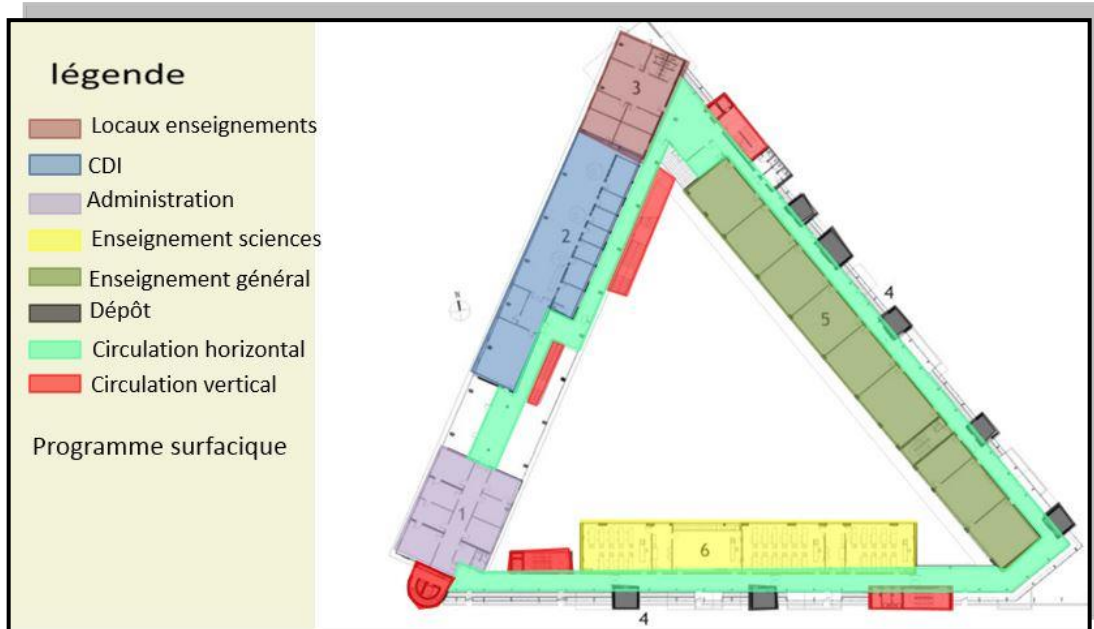 légende
Locaux enseignements
CDI
Administration
Enseignement sciences
Enseignement général
Dépôt
Circulation horizontal
Circulation vertical
Programme surfacique
3
2
4
5
1
6
4